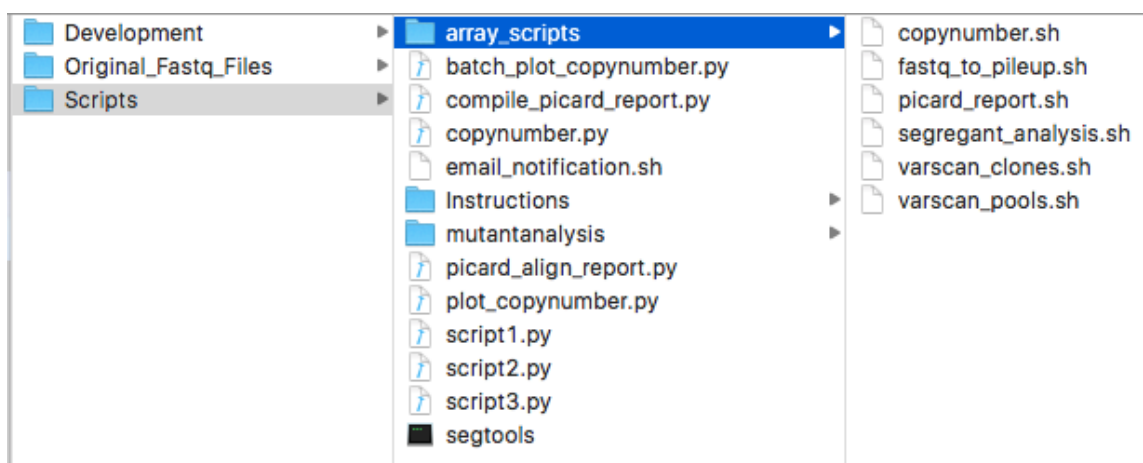 Development
Original_Fastq_Files
Scripts
array_scripts
batch_plot_copynumber.py
compile_picard_report.py
copynumber.py
email_notification.sh
Instructions
mutantanalysis
picard_align_report.py
plot_copynumber.py
script1.py
script2.py
script3.py
segtools
copynumber.sh
fastq_to_pileup.sh
picard_report.sh
segregant_analysis.sh
varscan_clones.sh
varscan_pools.sh